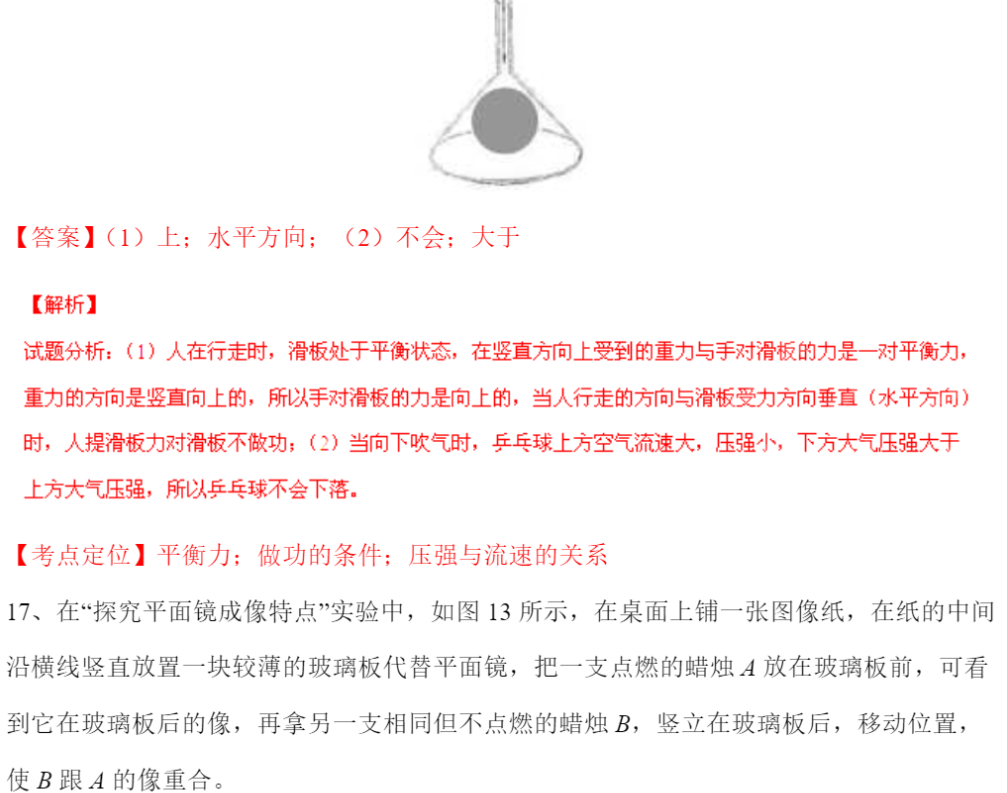 【答案】（1）上；水平方向；（2）不会；大于
【解析】
试题分析：（1）人在行走时，滑板处于平衡状态，在竖直方向上受到的重力与手对滑板的力是一对平衡力，
重力的方向是竖直向上的，所以手对滑板的力是向上的，当人行走的方向与滑板受力方向垂直（水平方向）
时，人提滑板力对滑板不做功；（2）当向下吹气时，乒乓球上方空气流速大，压强小，下方大气压强大于
上方大气压强，所以乒乓球不会下落。
【考点定位】平衡力；做功的条件；压强与流速的关系
17、在“探究平面镜成像特点”实验中，如图 13 所示，在桌面上铺一张图像纸，在纸的中间
沿横线竖直放置一块较薄的玻璃板代替平面镜，把一支点燃的蜡烛 A 放在玻璃板前，可看
到它在玻璃板后的像，再拿另一支相同但不点燃的蜡烛 B，竖立在玻璃板后，移动位置，
使 B 跟 A 的像重合。